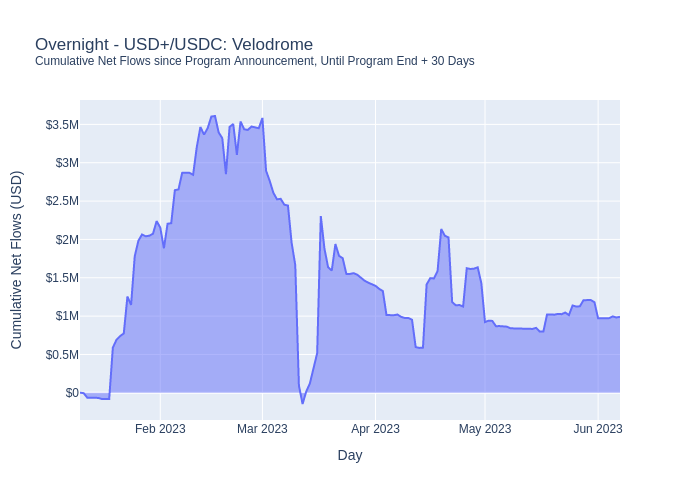 Overnight - USD+/USDC: Velodrome
Cumulative Net Flows since Program Announcement, Until Program End + 30 Days
Cumulative Net Flows (USD)
$3.5M
$3M
$2.5M
$2M
$1.5M
$1M
$0.5M
$0
Feb 2023 Mar 2023 Apr 2023 May 2023 Jun 2023
Day